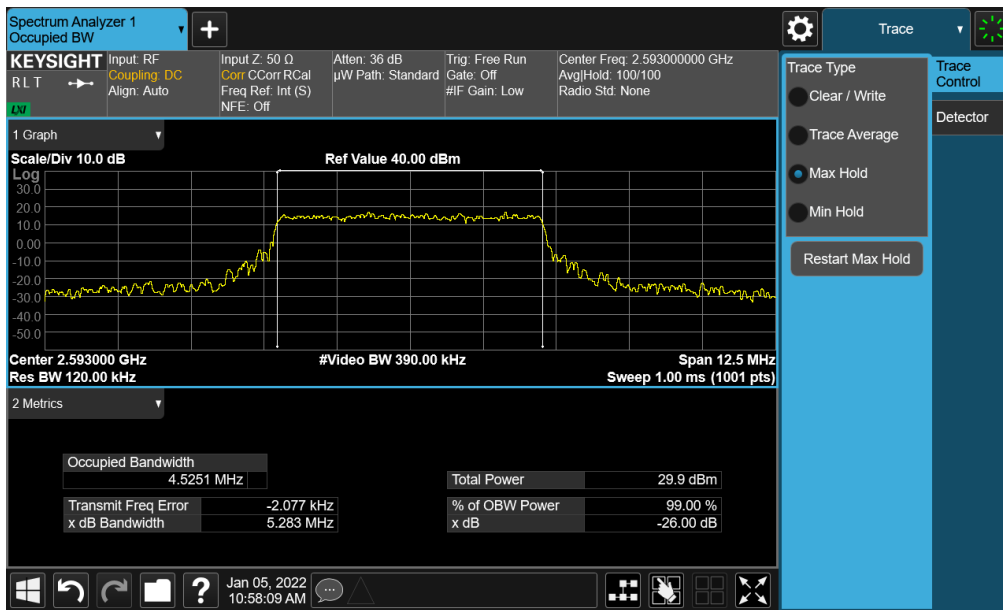 Spectrum Analyzer 1
Occupied BW
Trace
KEYSIGHT
R L T
LXI
Input: RF
Coupling: DC
Align: Auto
Input Z: 50 Ω
Corr CCorr RCal
Freq Ref: Int (S)
NFE: Off
Atten: 36 dB
µW Path: Standard
Trig: Free Run
Gate: Off
#IF Gain: Low
Center Freq: 2.593000000 GHz
Avg|Hold: 100/100
Radio Std: None
Trace Type
Clear / Write
Trace Average
Max Hold
Min Hold
Restart Max Hold
Trace
Control
Detector
1 Graph
Scale/Div 10.0 dB
Ref Value 40.00 dBm
Log
30.0
20.0
10.0
0.00
-10.0
-20.0
-30.0
-40.0
-50.0
Center 2.593000 GHz
#Video BW 390.00 kHz
Span 12.5 MHz
Res BW 120.00 kHz
Sweep 1.00 ms (1001 pts)
2 Metrics
Occupied Bandwidth
4.5251 MHz
Total Power 29.9 dBm
Transmit Freq Error -2.077 kHz
% of OBW Power 99.00 %
x dB Bandwidth 5.283 MHz
x dB -26.00 dB
?
Jan 05, 2022
10:58:09 AM